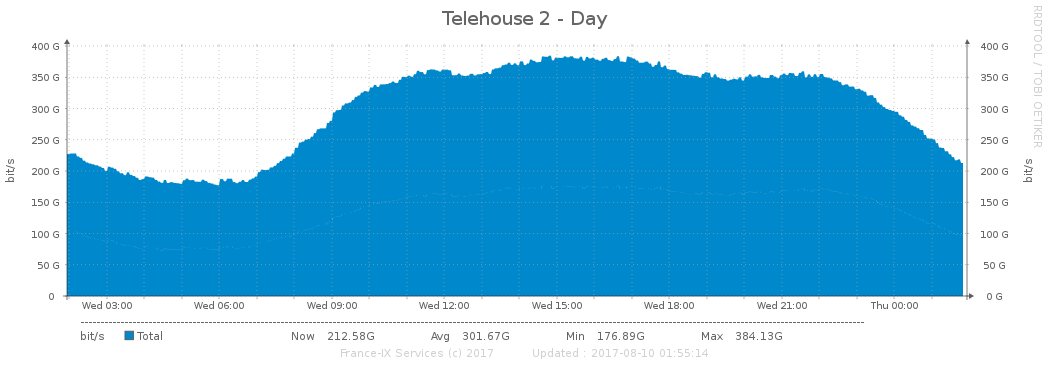 Telehouse 2 - Day
RRDTOOL / TOBI OETIKER
400 G 400 G
350 G 350 G
300 G 300 G
250 G 250 G
200 G 200 G
150 G 150 G
100 G 100 G
50 G 50 G
0 0 G
bit/s bit/s
Wed 03:00 Wed 06:00 Wed 09:00 Wed 12:00 Wed 15:00 Wed 18:00 Wed 21:00 Thu 00:00
bit/s Total Now 212.58G Avg 301.67G Min 176.89G Max 384.13G
France-IX Services (c) 2017 Updated : 2017-08-10 01:55:14